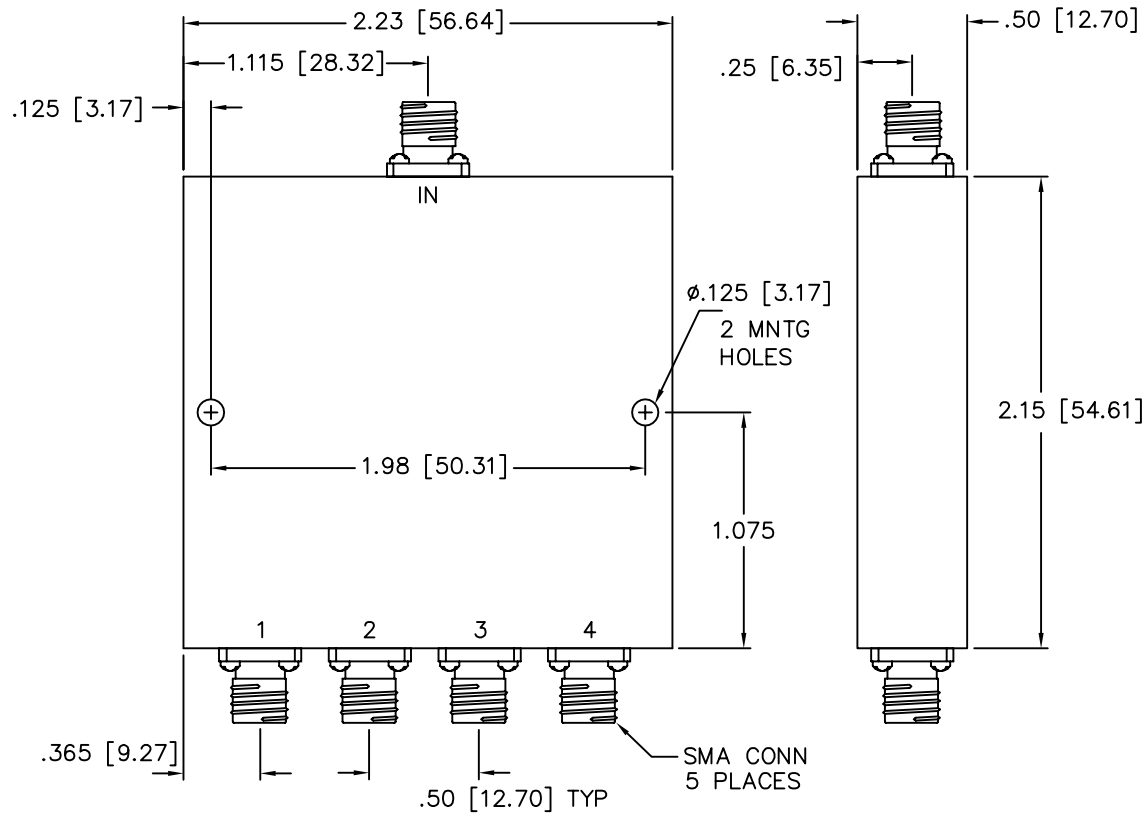 2.23 [56.64]
.50 [12.70]
1.115 [28.32]
.25 [6.35]
.125 [3.17]
IN
ø.125 [3.17]
2 MNTG
HOLES
2.15 [54.61]
1.98 [50.31]
1.075
1 2 3 4
.365 [9.27]
SMA CONN
5 PLACES
.50 [12.70] TYP